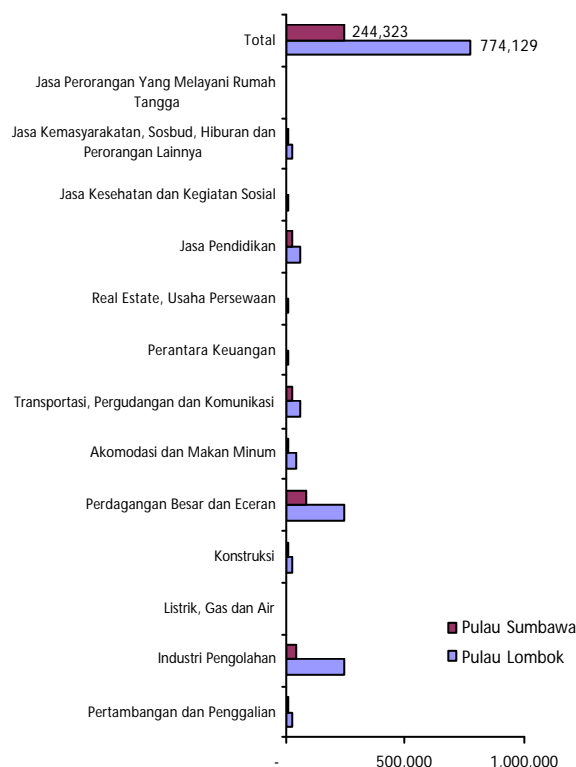 Total
244,323
774,129
Jasa Perorangan Yang Melayani Rumah
Tangga
Jasa Kemasyarakatan, Sosbud, Hiburan dan
Perorangan Lainnya
Jasa Kesehatan dan Kegiatan Sosial
Jasa Pendidikan
Real Estate, Usaha Persewaan
Perantara Keuangan
Transportasi, Pergudangan dan Komunikasi
Akomodasi dan Makan Minum
Perdagangan Besar dan Eceran
Konstruksi
Listrik, Gas dan Air
Pulau Sumbawa
Industri Pengolahan
Pulau Lombok
Pertambangan dan Penggalian
- 500,000 1,000,000